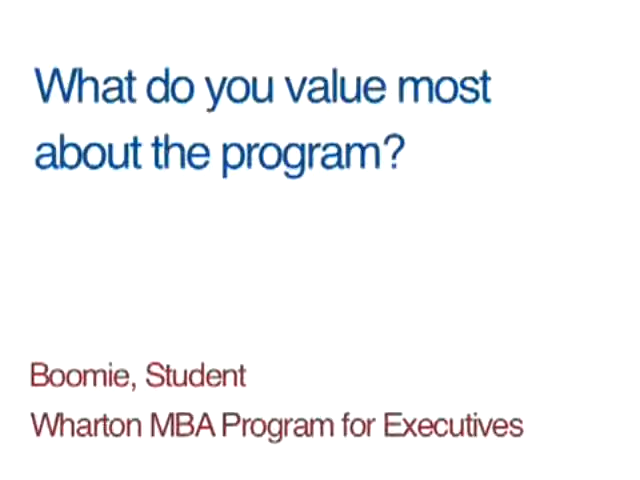 What do you value most
about the program?
Boomie, Student
Wharton MBA Program for Executives